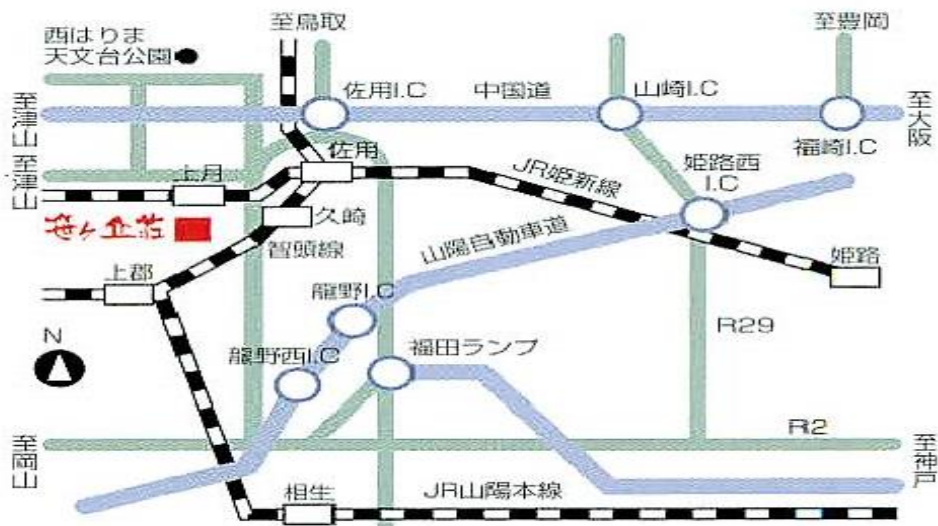 至鳥取
至豊岡
西はりま
天文台公園
佐用I.C
中国道
山崎I.C
至大阪
至津山
福崎I.C
至津山
佐用
JR姫新線
姫路西
I.C
上月
笹ヶ丘荘
久崎
智頭線
山陽自動車道
上郡
姫路
龍野I.C
N
R29
龍野西I.C
福田ランプ
R2
至岡山
至神戸
相生
JR山陽本線